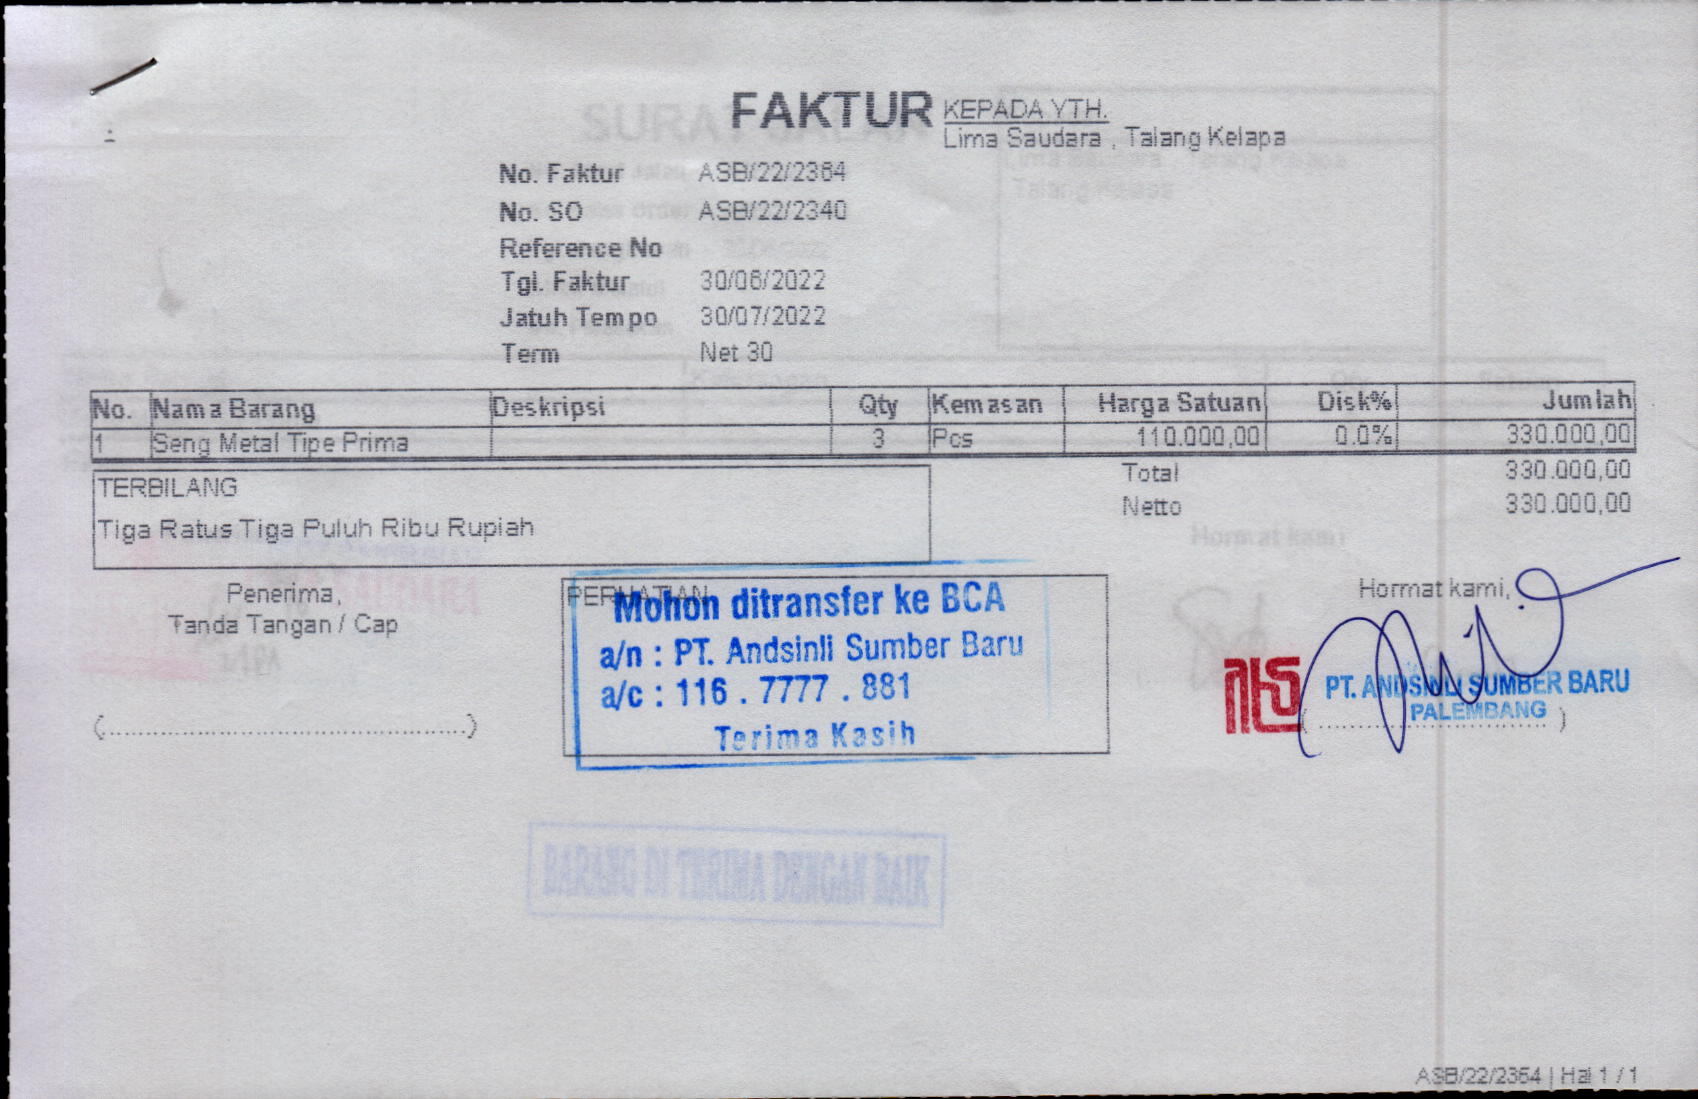 FAKTUR
KEPADA YTH.
Lima Saudara , Talang Kelapa
No. Faktur ASB/22/2364
No. SO ASB/22/2340
Reference No
Tgl. Faktur 30/06/2022
Jatuh Tempo 30/07/2022
Term Net 30
No. Nama Barang Deskripsi Qty Kemasan Harga Satuan Disk% Jumlah
1 Seng Metal Tipe Prima 3 Pcs 110.000,00 0.0% 330.000,00
Total 330.000,00
Netto 330.000,00
TERBILANG
Tiga Ratus Tiga Puluh Ribu Rupiah
Penerima,
Tanda Tangan / Cap
(...............................................)
PERHATIAN
Mohon ditransfer ke BCA
a/n : PT. Andsinli Sumber Baru
a/c : 116 . 7777 . 881
Terima Kasih
Hormat kami,
PT. ANDSINLI SUMBER BARU
PALEMBANG
BARANG DI TERIMA DENGAN BAIK
ASB/22/2364 | Hal 1 / 1